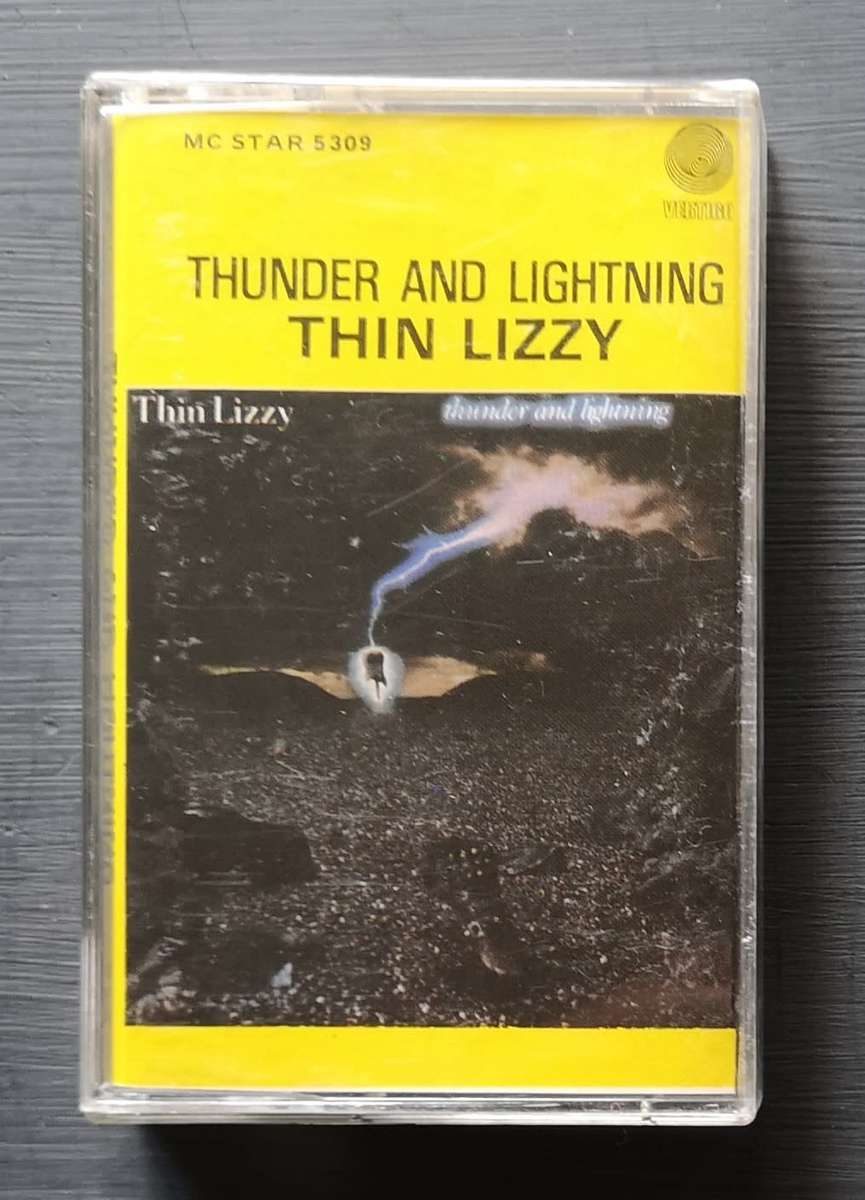 MC STAR 5309
VERTIGO
THUNDER AND LIGHTNING
THIN LIZZY
Thin Lizzy
thunder and lightning